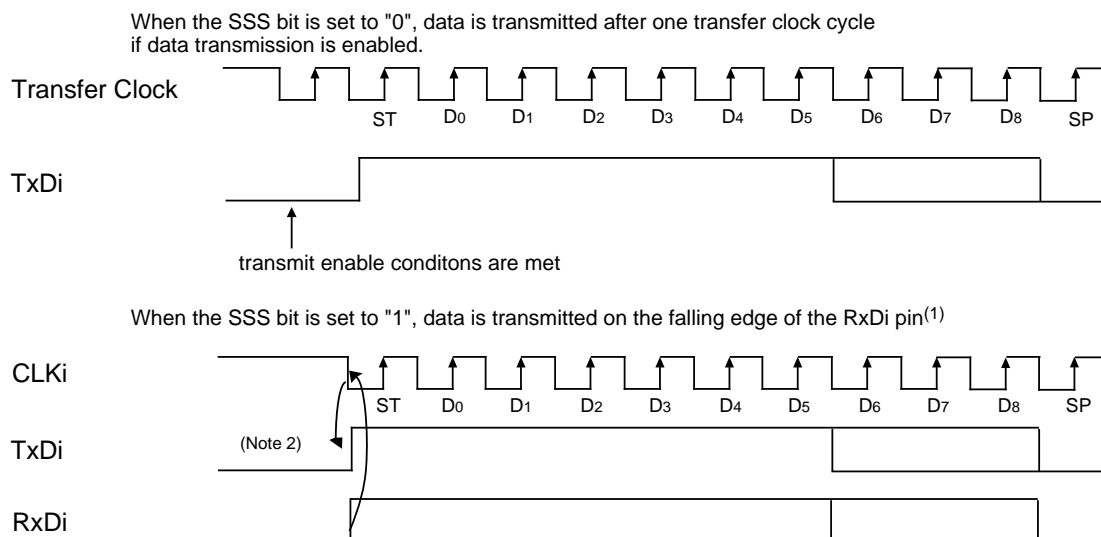 When the SSS bit is set to "0", data is transmitted after one transfer clock cycle
if data transmission is enabled.
Transfer Clock
ST D0 D1 D2 D3 D4 D5 D6 D7 D8 SP
TxDi
transmit enable conditons are met
When the SSS bit is set to "1", data is transmitted on the falling edge of the RxDi pin(1)
CLKi
ST D0 D1 D2 D3 D4 D5 D6 D7 D8 SP
TxDi
(Note 2)
RxDi